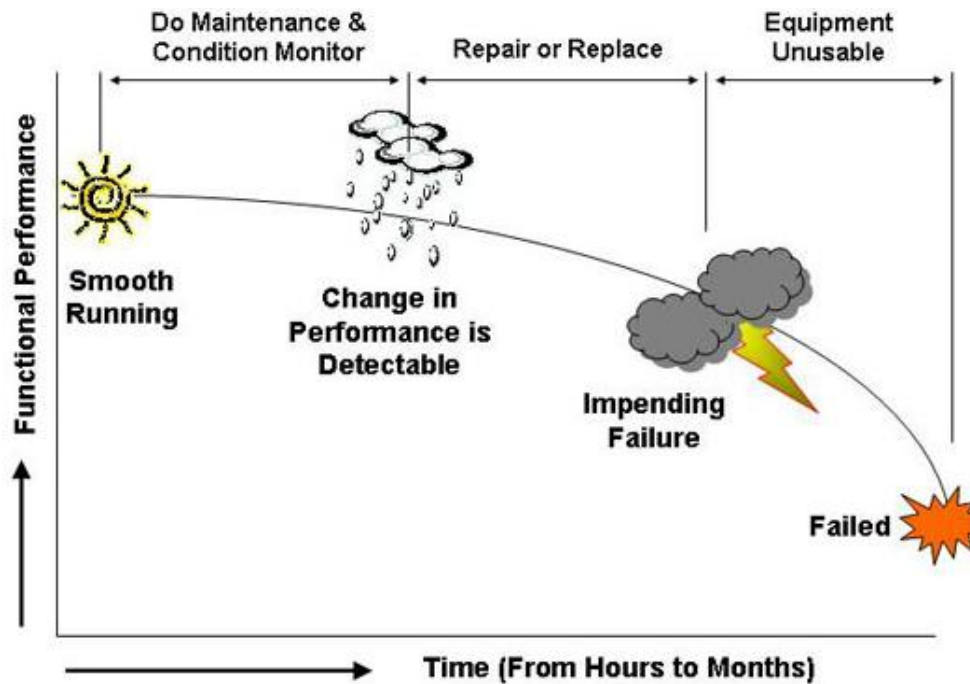 Do Maintenance &
Condition Monitor
Repair or Replace
Equipment
Unusable
Functional Performance
Smooth
Running
Change in
Performance is
Detectable
Impending
Failure
Failed
Time (From Hours to Months)